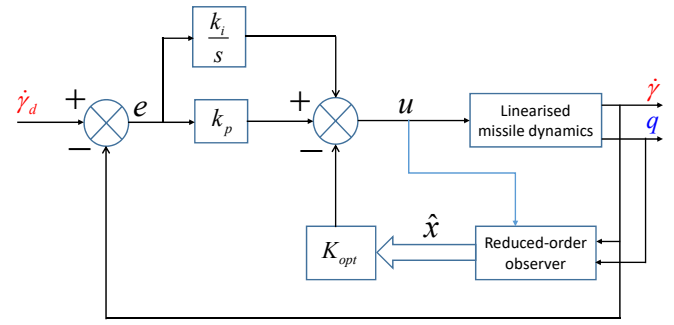 k_i
s
γ̇_d
+
−
e
k_p
+
−
u
Linearised
missile dynamics
γ̇
q
K_opt
x̂
Reduced-order
observer